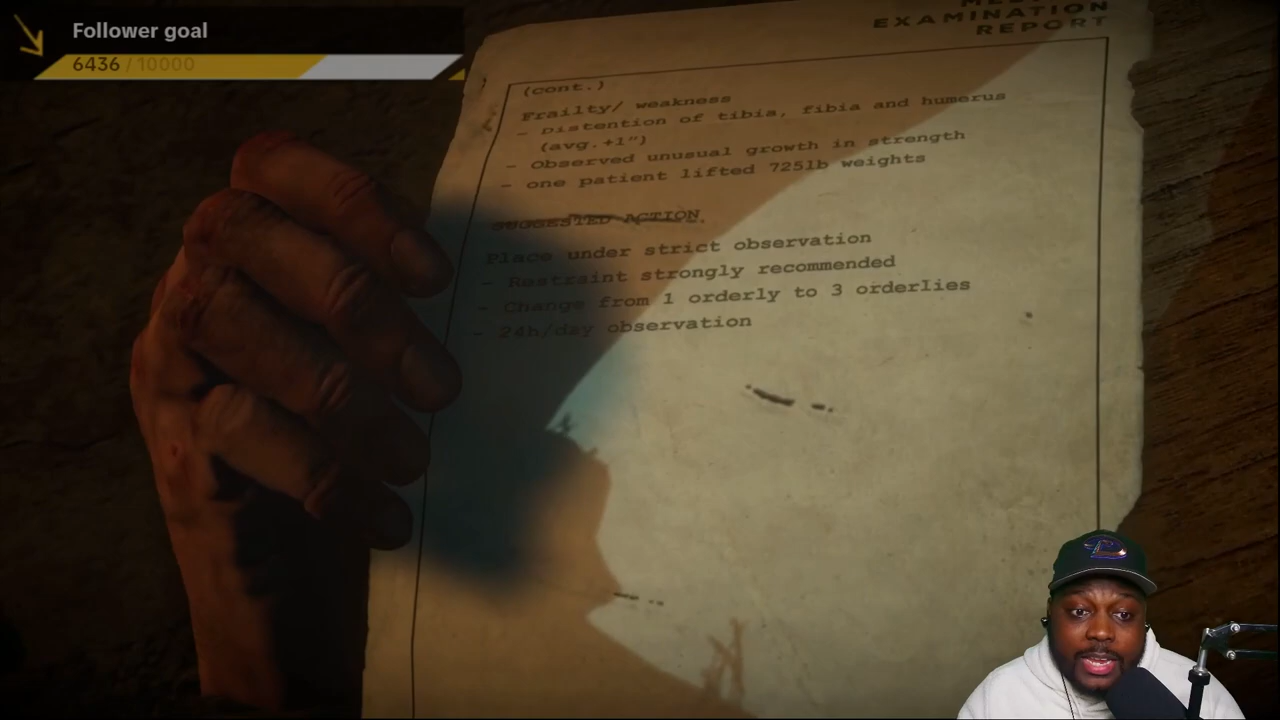 Follower goal
6436 / 10000
EXAMINATION
REPORT
(cont.)
Frailty/ weakness
- Distention of tibia, fibia and humerus
(avg.+1")
- Observed unusual growth in strength
- one patient lifted 725lb weights
SUGGESTED ACTION
Place under strict observation
- Restraint strongly recommended
- Change from 1 orderly to 3 orderlies
- 24h/day observation